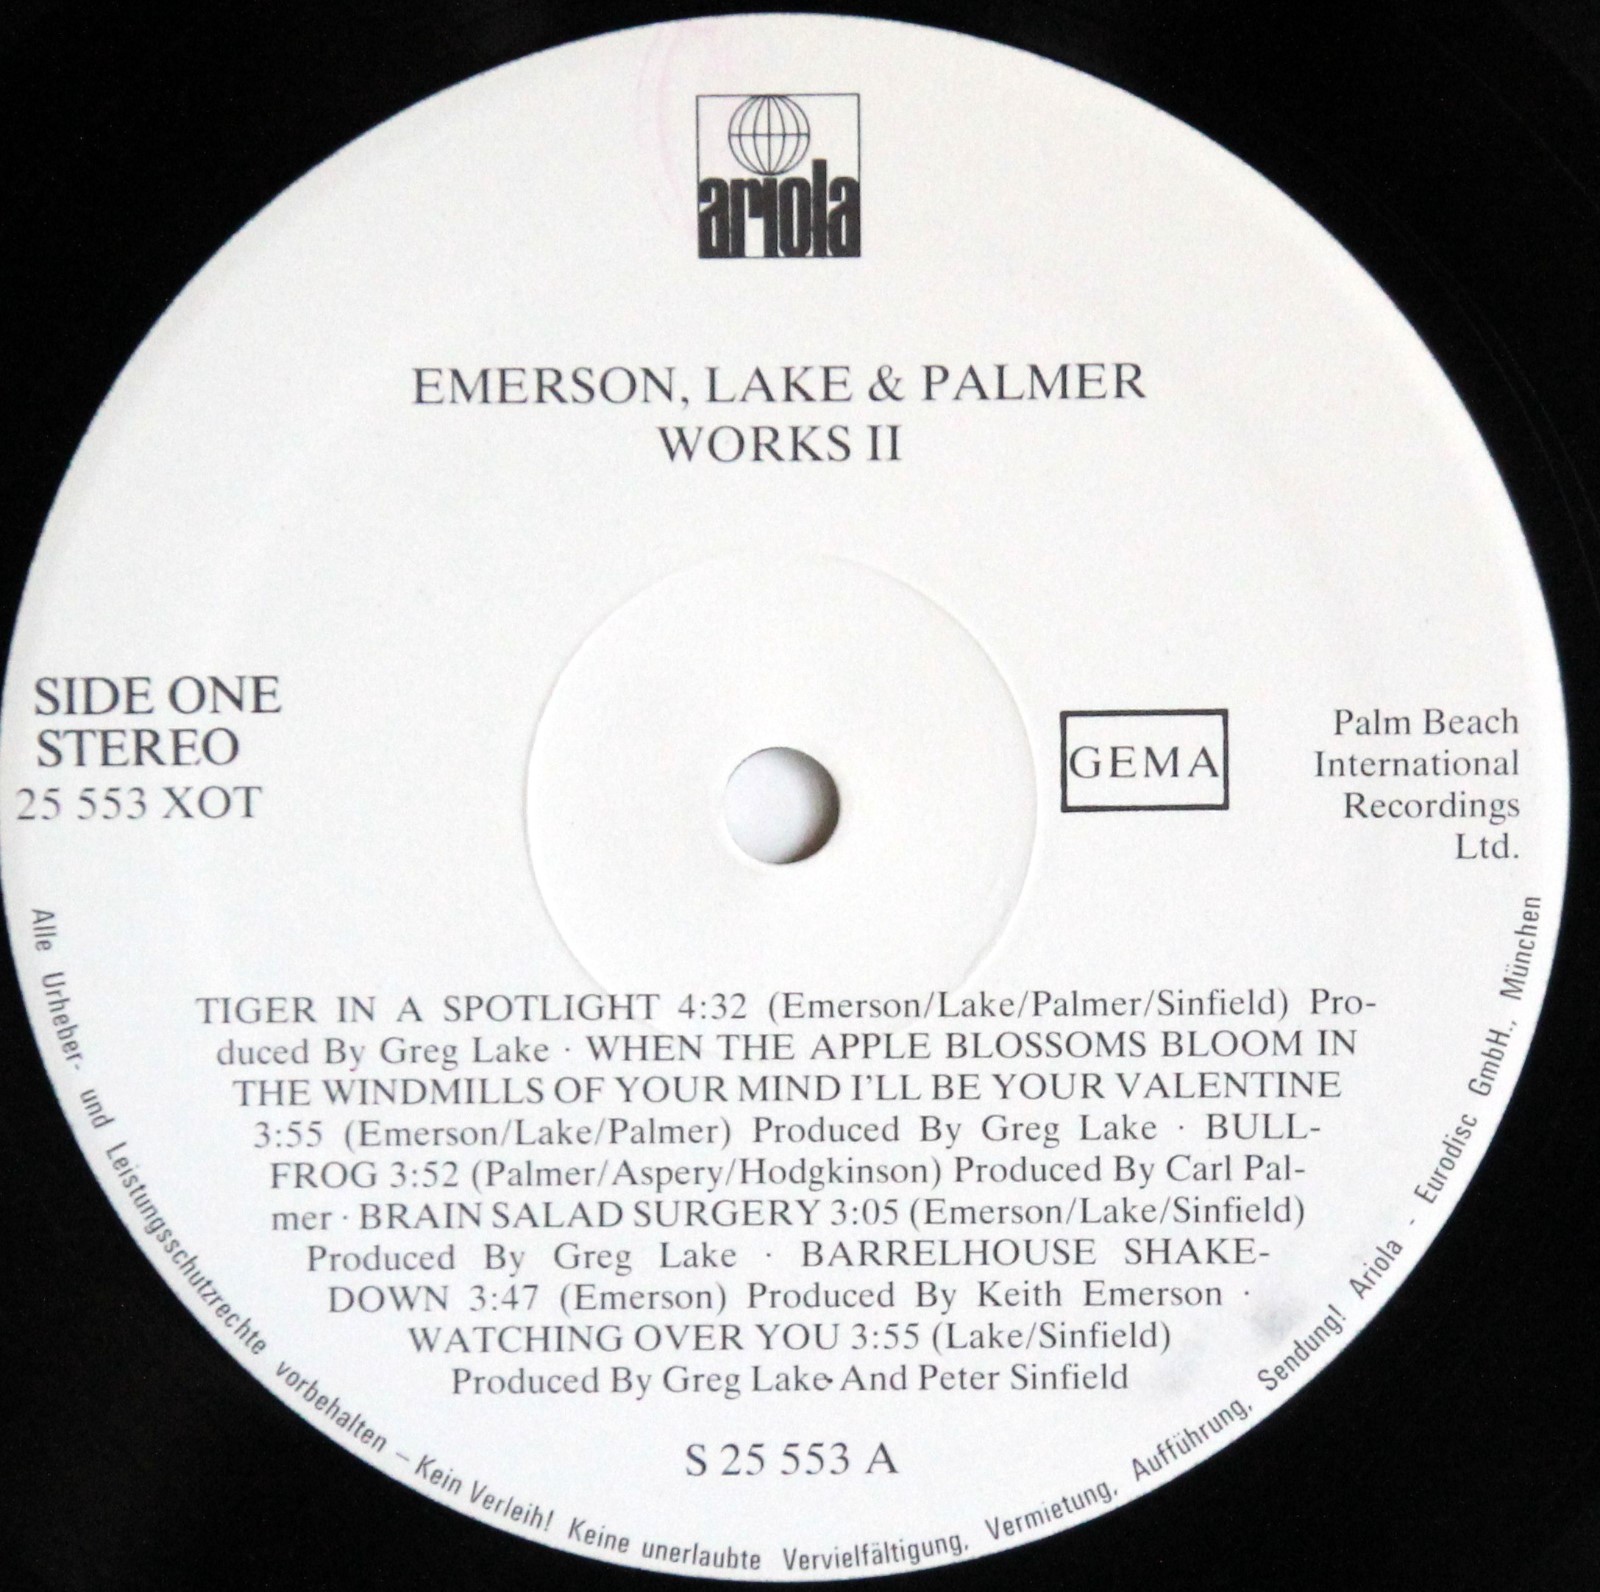 ariola
EMERSON, LAKE & PALMER
WORKS II
SIDE ONE
STEREO
25 553 XOT
GEMA
Palm Beach
International
Recordings
Ltd.
TIGER IN A SPOTLIGHT 4:32 (Emerson/Lake/Palmer/Sinfield) Pro-
duced By Greg Lake · WHEN THE APPLE BLOSSOMS BLOOM IN
THE WINDMILLS OF YOUR MIND I'LL BE YOUR VALENTINE
3:55 (Emerson/Lake/Palmer) Produced By Greg Lake · BULL-
FROG 3:52 (Palmer/Aspery/Hodgkinson) Produced By Carl Pal-
mer · BRAIN SALAD SURGERY 3:05 (Emerson/Lake/Sinfield)
Produced By Greg Lake · BARRELHOUSE SHAKE-
DOWN 3:47 (Emerson) Produced By Keith Emerson ·
WATCHING OVER YOU 3:55 (Lake/Sinfield)
Produced By Greg Lake And Peter Sinfield
S 25 553 A
Alle Urheber- und Leistungsschutzrechte vorbehalten – Kein Verleih! Keine unerlaubte Vervielfältigung, Vermietung, Aufführung, Sendung! Ariola - Eurodisc GmbH., München